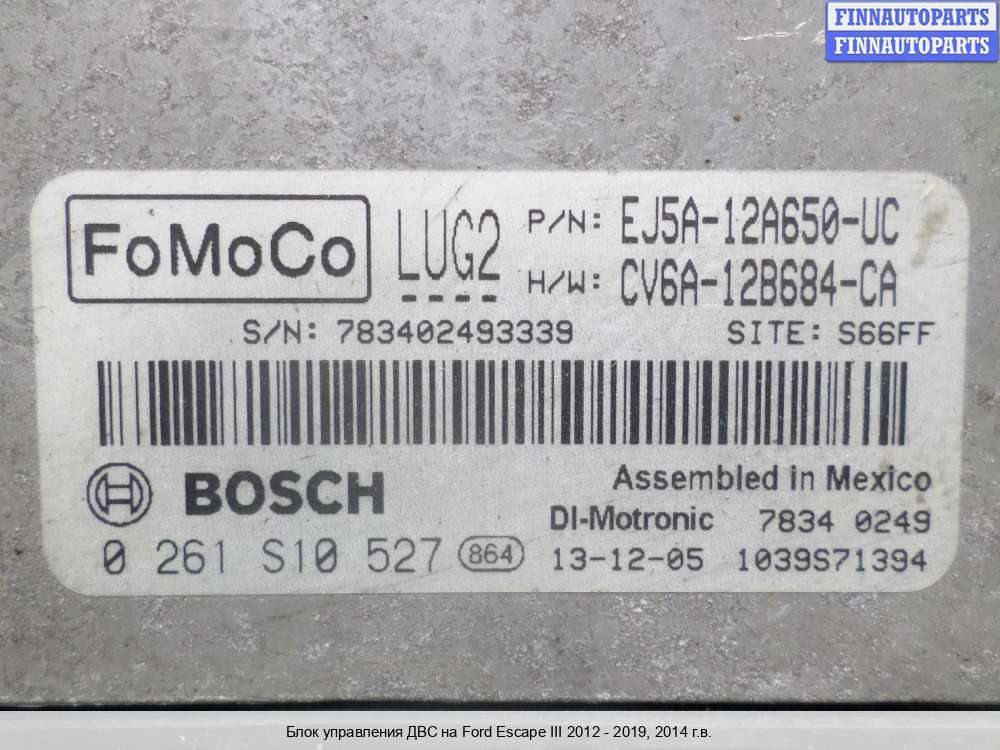 FINNAUTOPARTS
FINNAUTOPARTS
FoMoCo LUG2 P/N: EJ5A-12A650-UC
H/W: CV6A-12B684-CA
S/N: 783402493339 SITE: S66FF
BOSCH Assembled in Mexico
DI-Motronic 7834 0249
0 261 S10 527 864 13-12-05 1039S71394
Блок управления ДВС на Ford Escape III 2012 - 2019, 2014 г.в.